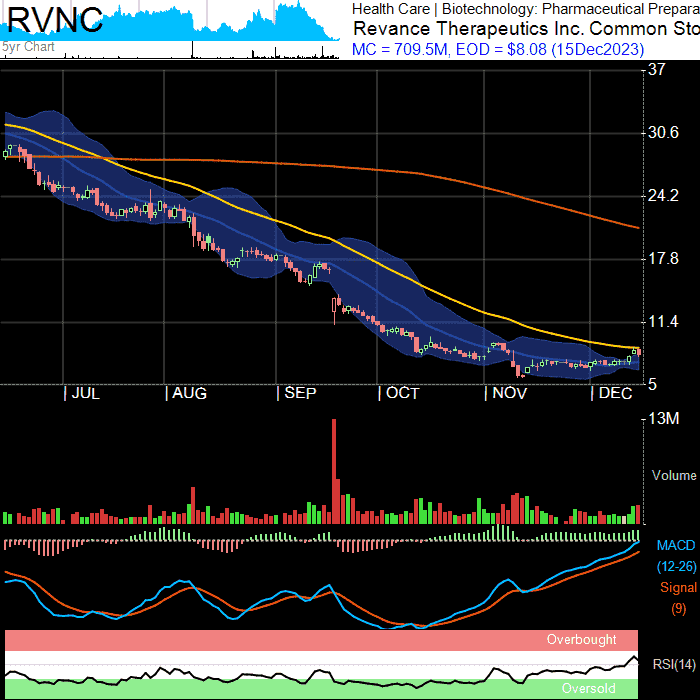 RVNC
5yr Chart
Health Care | Biotechnology: Pharmaceutical Prepara
Revance Therapeutics Inc. Common Sto
MC = 709.5M, EOD = $8.08 (15Dec2023)
37
30.6
24.2
17.8
11.4
5
JUL AUG SEP OCT NOV DEC
13M
Volume
MACD
(12-26)
Signal
(9)
Overbought
RSI(14)
Oversold